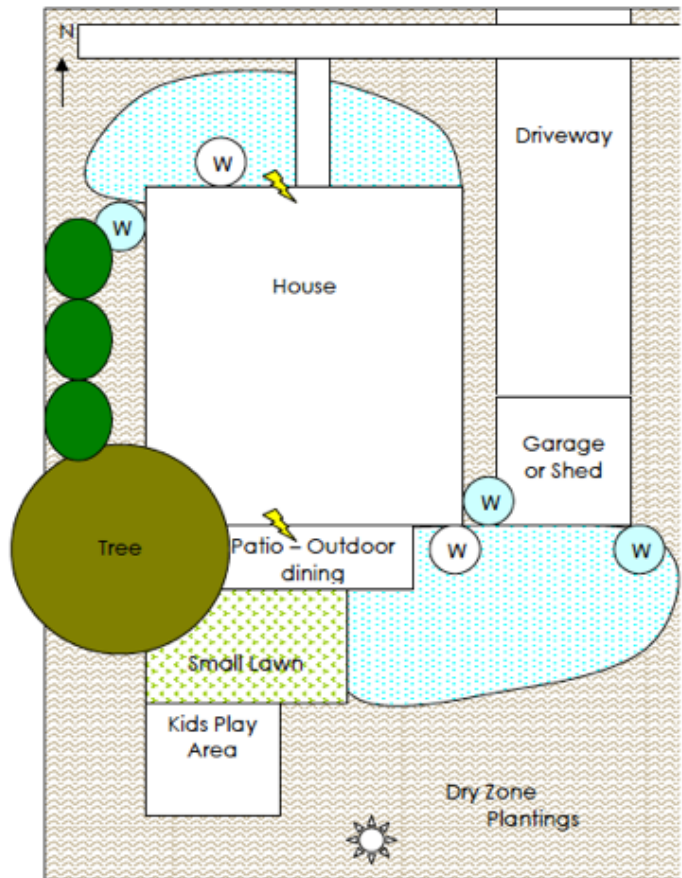 N
Driveway
W
W
House
Garage
or Shed
W
Tree
Patio – Outdoor
dining
W
W
Small Lawn
Kids Play
Area
Dry Zone
Plantings